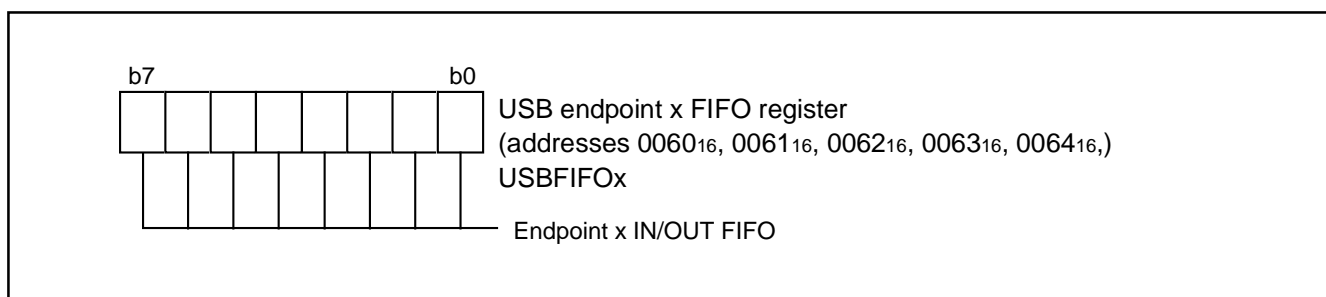 b7 b0
USB endpoint x FIFO register
(addresses 0060₁₆, 0061₁₆, 0062₁₆, 0063₁₆, 0064₁₆,)
USBFIFOx
Endpoint x IN/OUT FIFO